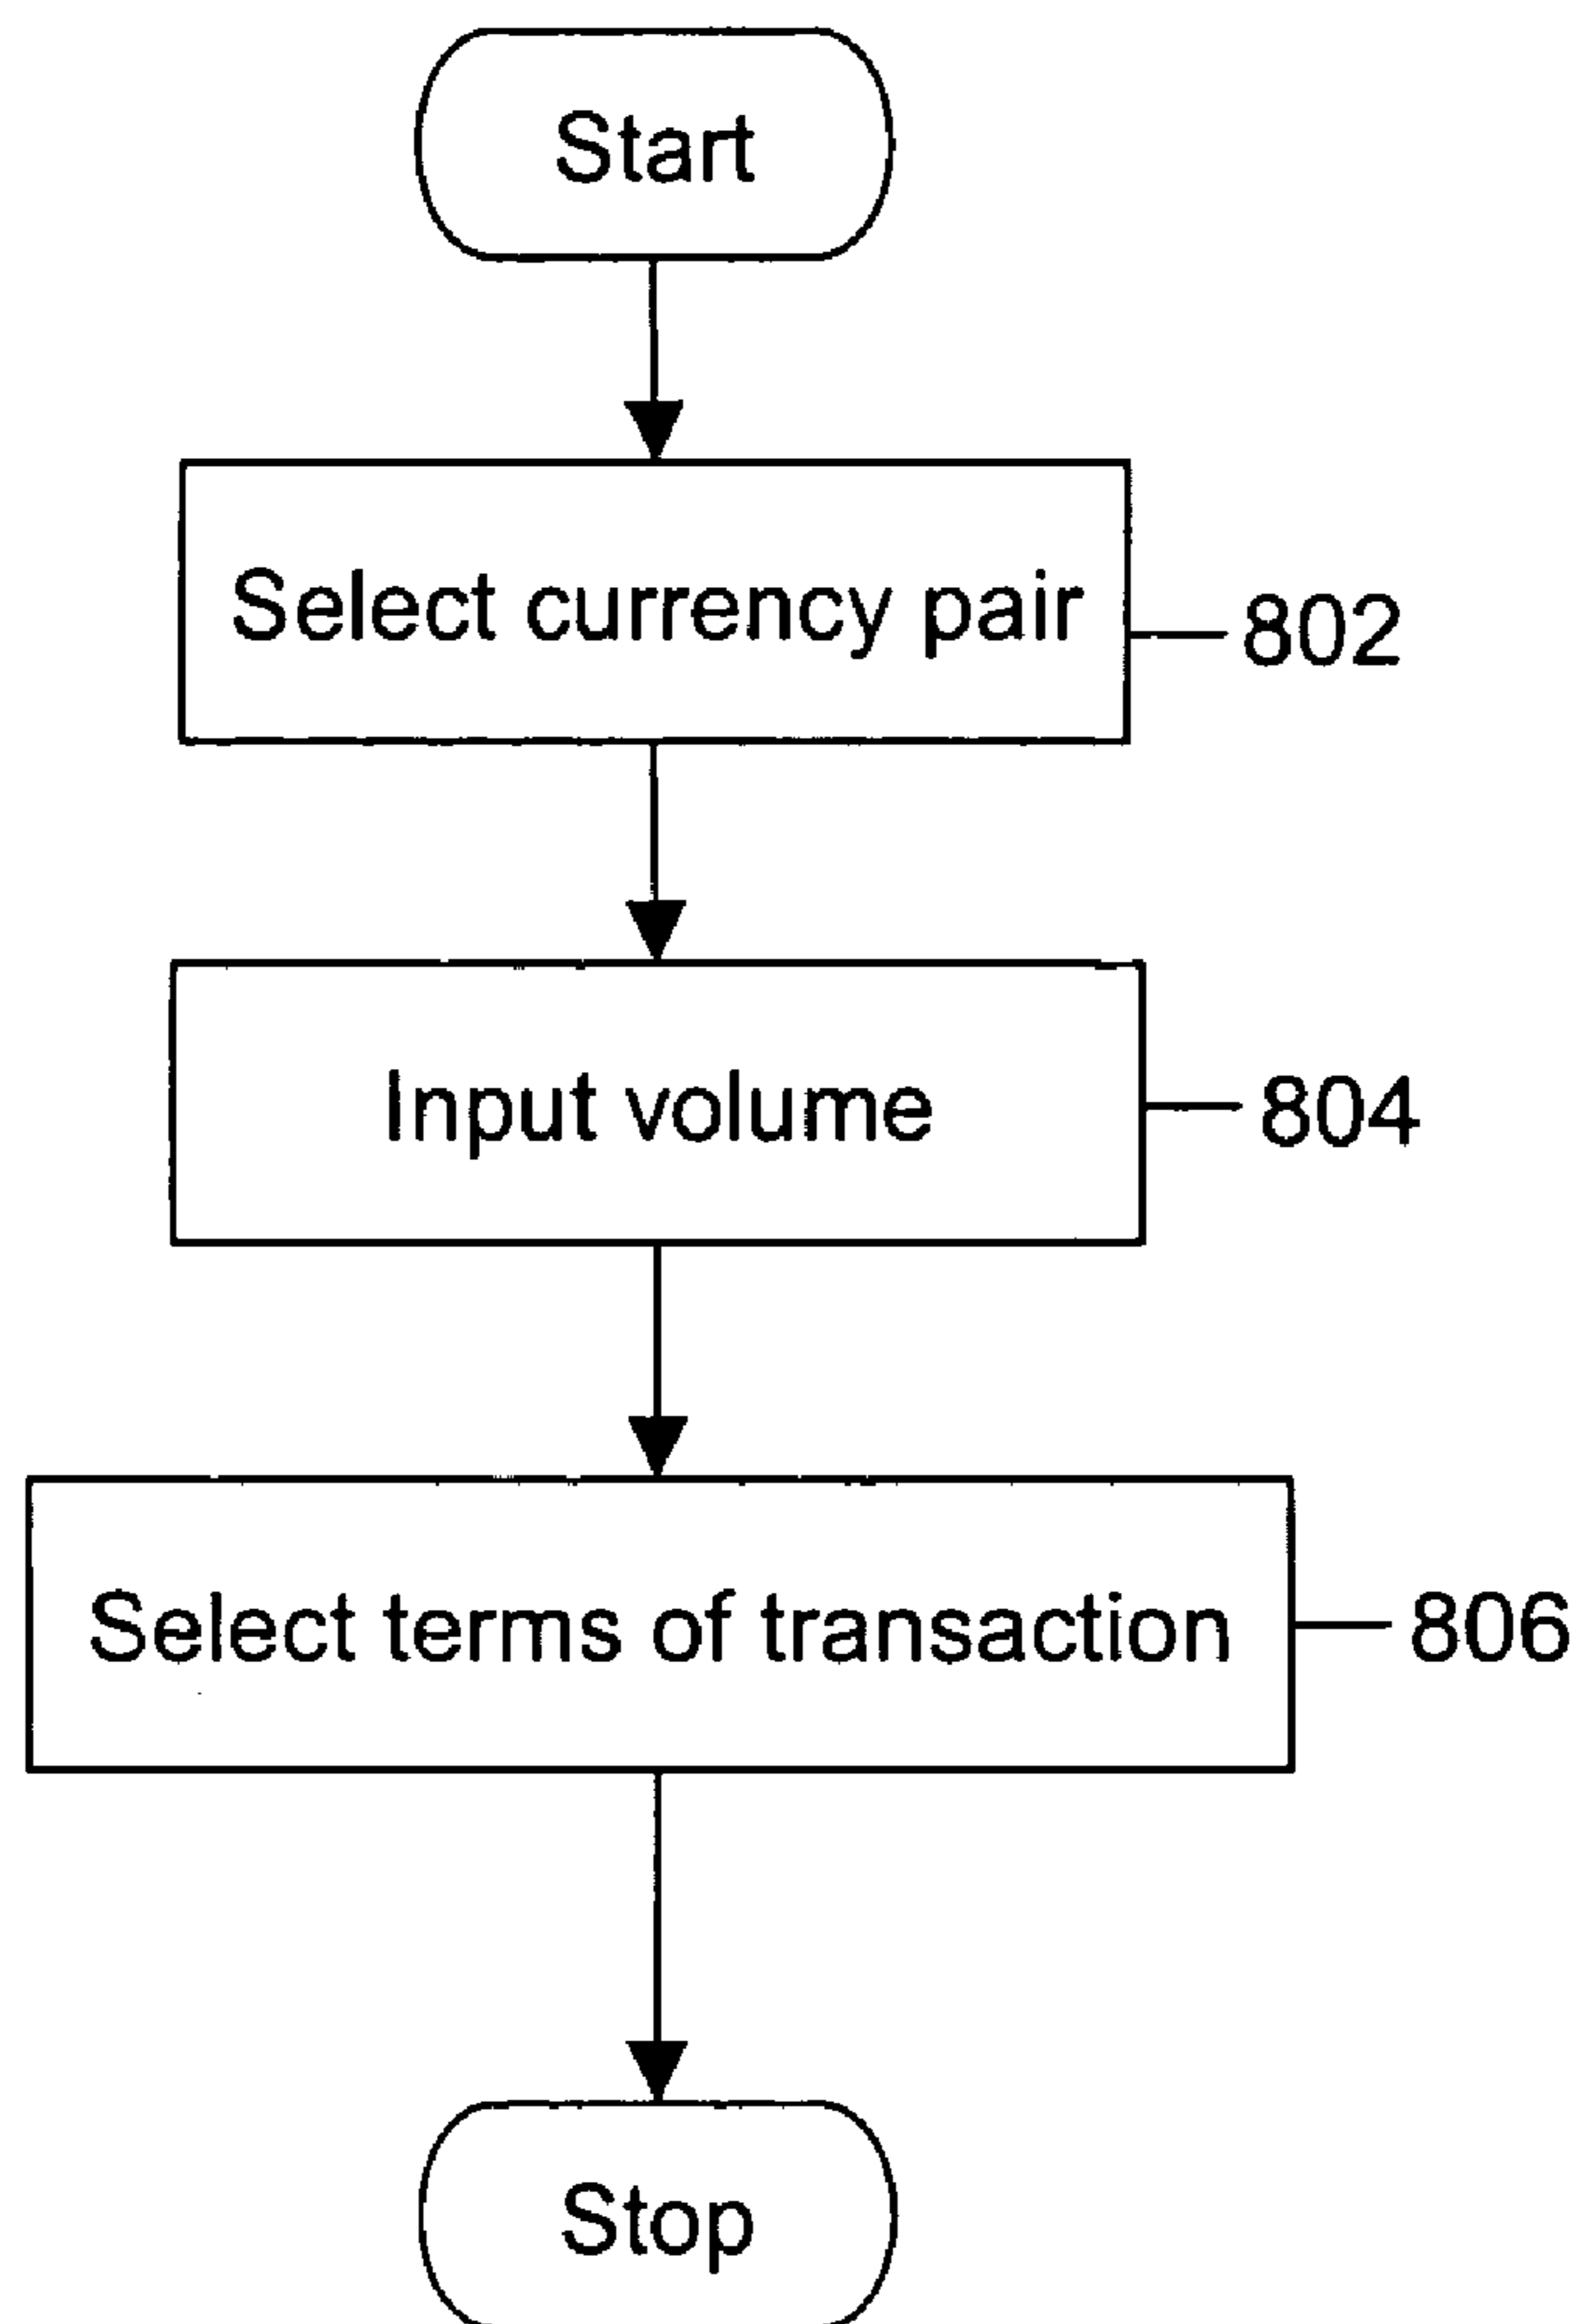 Start
Select currency pair
802
Input volume
804
Select terms of transaction
806
Stop